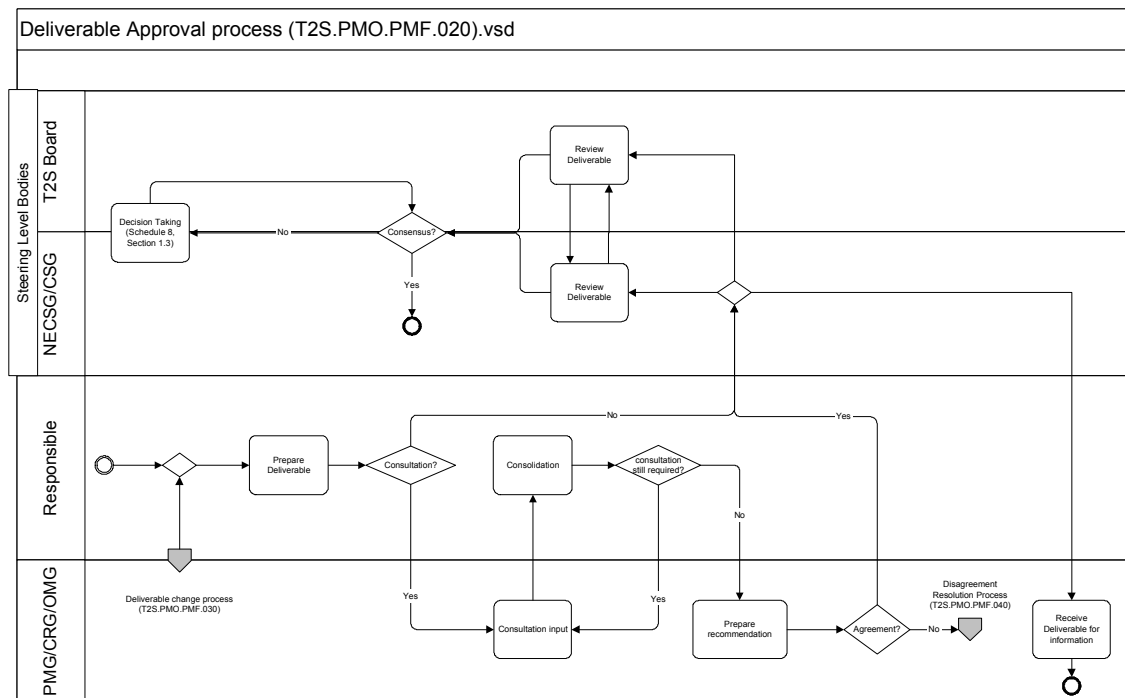 Deliverable Approval process (T2S.PMO.PMF.020).vsd
Steering Level Bodies
T2S Board
Review
Deliverable
Decision Taking
(Schedule 8,
Section 1.3)
No
Consensus?
Yes
NECSG/CSG
Review
Deliverable
Responsible
No
Yes
Prepare
Deliverable
Consultation?
Consolidation
consultation
still required?
No
PMG/CRG/OMG
Deliverable change process
(T2S.PMO.PMF.030)
Yes
Yes
Consultation input
Prepare
recommendation
Agreement?
No
Disagreement
Resolution Process
(T2S.PMO.PMF.040)
Receive
Deliverable for
information